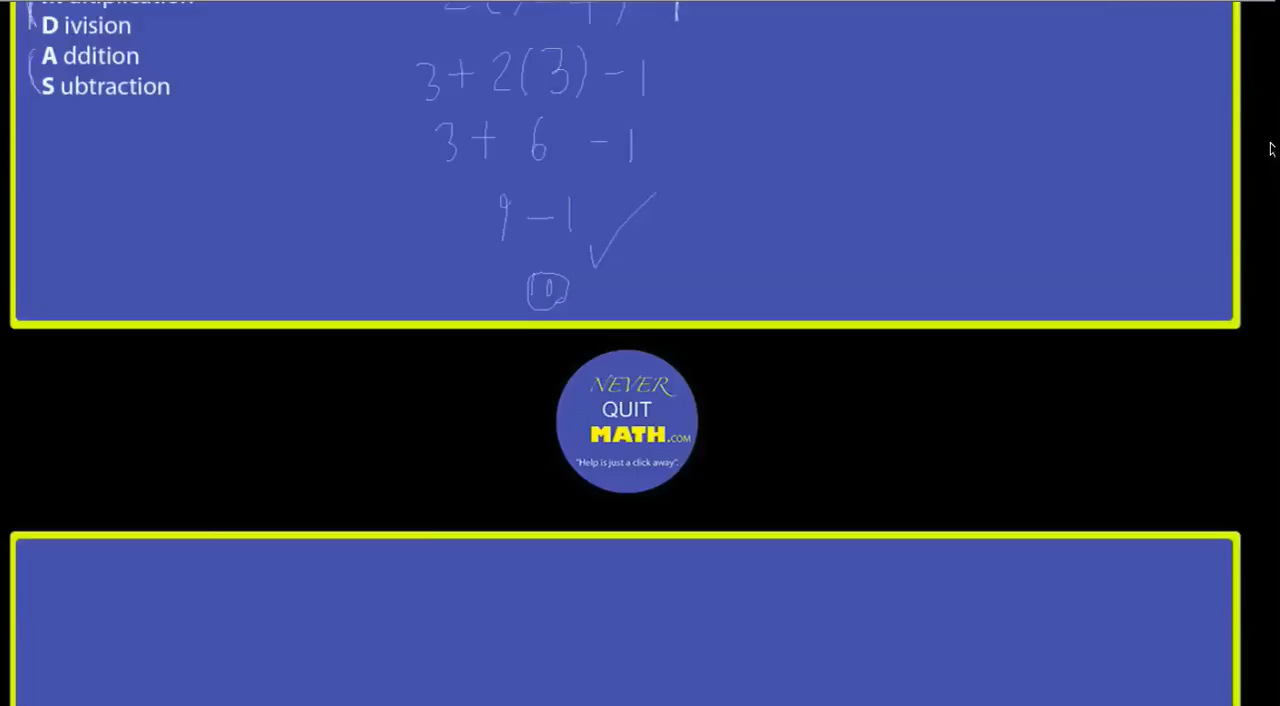 D ivision
A ddition
S ubtraction
3 + 2(3) - 1
3 + 6 - 1
9 - 1
NEVER
QUIT
MATH.COM
"Help is just a click away".